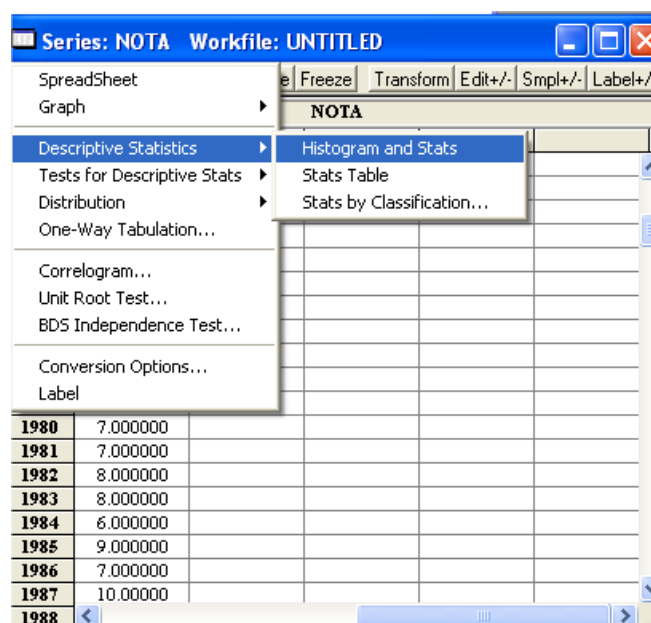 Series: NOTA Workfile: UNTITLED
Freeze Transform Edit+/- Smpl+/- Label+/
NOTA
SpreadSheet
Graph
Descriptive Statistics
Tests for Descriptive Stats
Distribution
One-Way Tabulation...
Correlogram...
Unit Root Test...
BDS Independence Test...
Conversion Options...
Label
Histogram and Stats
Stats Table
Stats by Classification...
1980 7.000000
1981 7.000000
1982 8.000000
1983 8.000000
1984 6.000000
1985 9.000000
1986 7.000000
1987 10.00000
1988